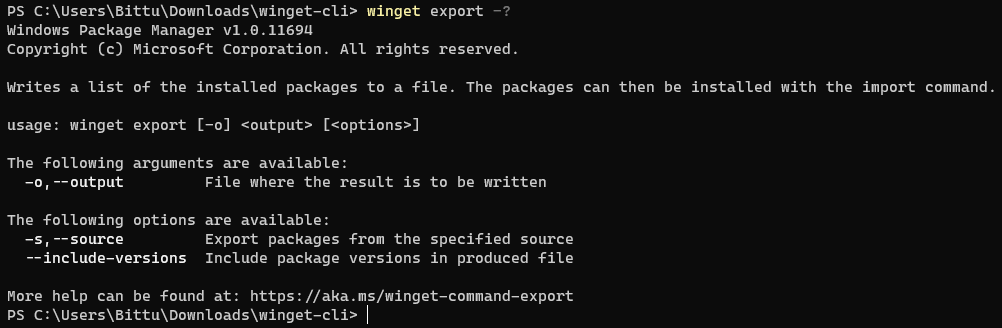 PS C:\Users\Bittu\Downloads\winget-cli> winget export -?
Windows Package Manager v1.0.11694
Copyright (c) Microsoft Corporation. All rights reserved.
Writes a list of the installed packages to a file. The packages can then be installed with the import command.
usage: winget export [-o] <output> [<options>]
The following arguments are available:
  -o,--output         File where the result is to be written
The following options are available:
  -s,--source         Export packages from the specified source
  --include-versions  Include package versions in produced file
More help can be found at: https://aka.ms/winget-command-export
PS C:\Users\Bittu\Downloads\winget-cli>